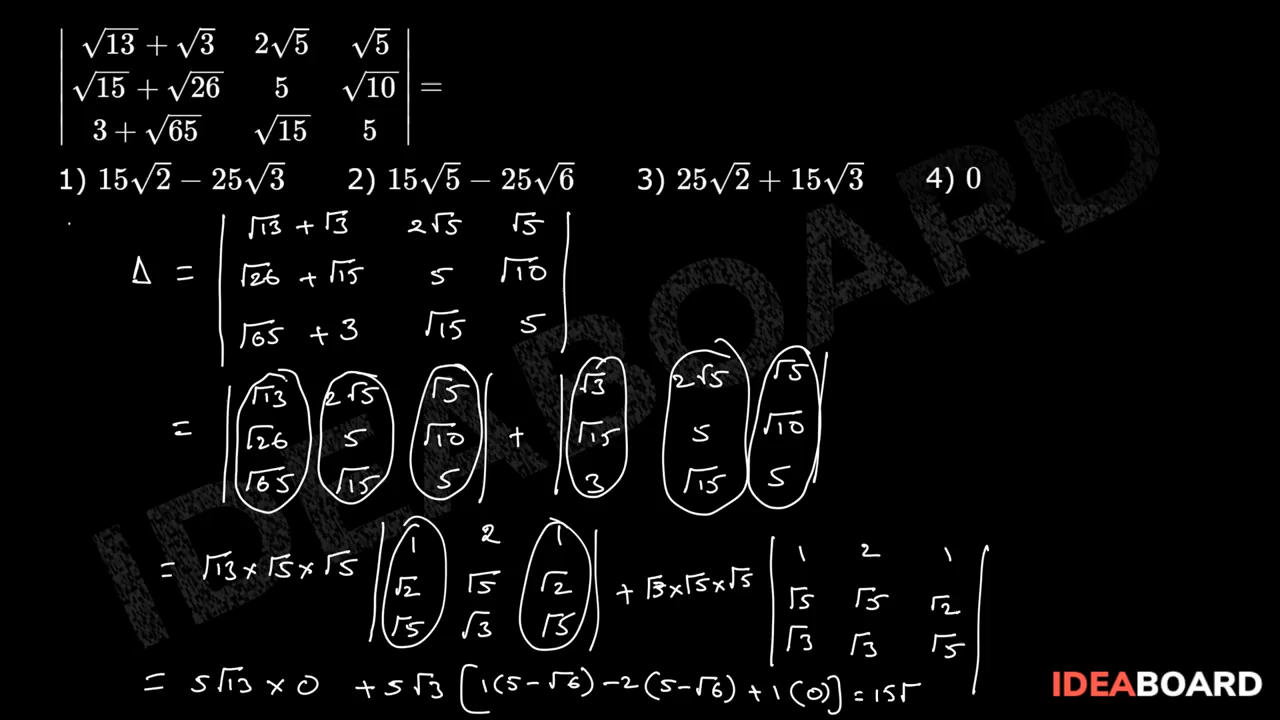 | √13 + √3 2√5 √5 |
| √15 + √26 5 √10 | =
| 3 + √65 √15 5 |
1) 15√2 − 25√3 2) 15√5 − 25√6 3) 25√2 + 15√3 4) 0
| √13 + √3 2√5 √5 |
Δ = | √26 + √15 5 √10 |
| √65 + 3 √15 5 |
| √13 2√5 √5 | | √3 2√5 √5 |
= | √26 5 √10 | + | √15 5 √10 |
| √65 √15 5 | | 3 √15 5 |
| 1 2 1 | | 1 2 1 |
= √13 × √5 × √5 | √2 √5 √2 | + √3 × √5 × √5 | √5 √5 √2 |
| √5 √3 √5 | | √3 √3 √5 |
= 5√13 × 0 + 5√3 [1(5 − √6) − 2(5 − √6) + 1(0)] = 15√
IDEABOARD
IDEABOARD